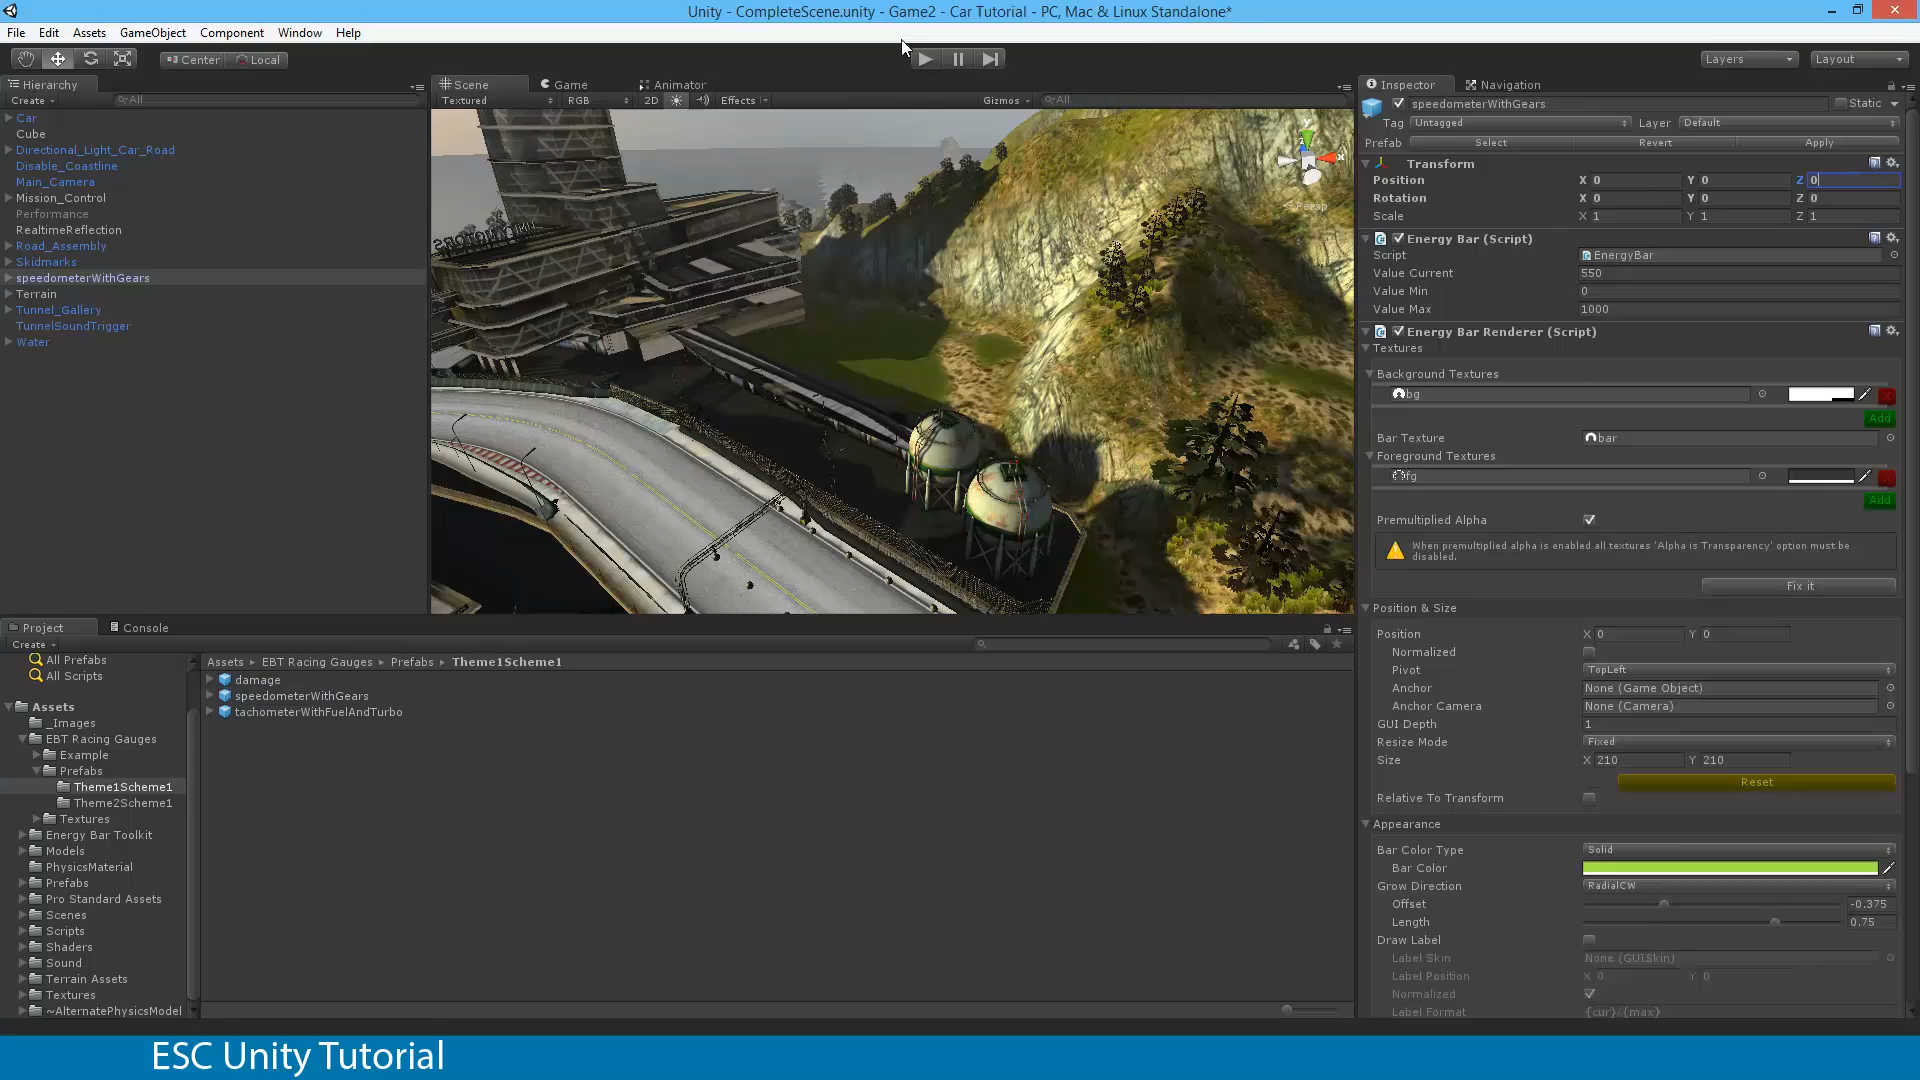 Unity - CompleteScene.unity - Game2 - Car Tutorial - PC, Mac & Linux Standalone*
File Edit Assets GameObject Component Window Help
Center Local Layers Layout
Hierarchy
Create All
Car
Cube
Directional_Light_Car_Road
Disable_Coastline
Main_Camera
Mission_Control
Performance
RealtimeReflection
Road_Assembly
Skidmarks
speedometerWithGears
Terrain
Tunnel_Gallery
TunnelSoundTrigger
Water
Scene Game Animator
Textured RGB 2D Effects Gizmos All
y
x
Persp
Inspector Navigation
speedometerWithGears Static
Tag Untagged Layer Default
Prefab Select Revert Apply
Transform
Position X 0 Y 0 Z 0
Rotation X 0 Y 0 Z 0
Scale X 1 Y 1 Z 1
Energy Bar (Script)
Script EnergyBar
Value Current 550
Value Min 0
Value Max 1000
Energy Bar Renderer (Script)
Textures
Background Textures
bg
Add
Bar Texture bar
Foreground Textures
fg
Add
Premultiplied Alpha
When premultiplied alpha is enabled all textures 'Alpha is Transparency' option must be
disabled.
Fix it
Position & Size
Position X 0 Y 0
Normalized
Pivot TopLeft
Anchor None (Game Object)
Anchor Camera None (Camera)
GUI Depth 1
Resize Mode Fixed
Size X 210 Y 210
Reset
Relative To Transform
Appearance
Bar Color Type Solid
Bar Color
Grow Direction RadialCW
Offset -0.375
Length 0.75
Draw Label
Label Skin None (GUISkin)
Label Position X 0 Y 0
Normalized
Label Format {cur}/{max}
Project Console
Create
All Prefabs
All Scripts
Assets
_Images
EBT Racing Gauges
Example
Prefabs
Theme1Scheme1
Theme2Scheme1
Textures
Energy Bar Toolkit
Models
PhysicsMaterial
Prefabs
Pro Standard Assets
Scenes
Scripts
Shaders
Sound
Terrain Assets
Textures
~AlternatePhysicsModel
Assets ▸ EBT Racing Gauges ▸ Prefabs ▸ Theme1Scheme1
damage
speedometerWithGears
tachometerWithFuelAndTurbo
ESC Unity Tutorial